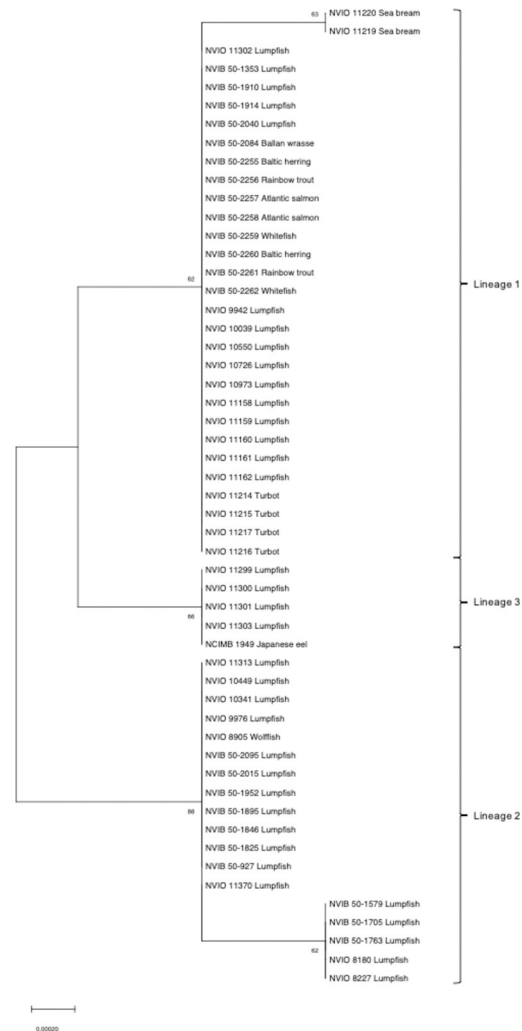 63
NVIO 11220 Sea bream
NVIO 11219 Sea bream
NVIO 11302 Lumpfish
NVIB 50-1353 Lumpfish
NVIB 50-1910 Lumpfish
NVIB 50-1914 Lumpfish
NVIB 50-2040 Lumpfish
NVIB 50-2084 Ballan wrasse
NVIB 50-2255 Baltic herring
NVIB 50-2256 Rainbow trout
NVIB 50-2257 Atlantic salmon
NVIB 50-2258 Atlantic salmon
NVIB 50-2259 Whitefish
NVIB 50-2260 Baltic herring
NVIB 50-2261 Rainbow trout
62
Lineage 1
NVIB 50-2262 Whitefish
NVIO 9942 Lumpfish
NVIO 10039 Lumpfish
NVIO 10550 Lumpfish
NVIO 10726 Lumpfish
NVIO 10973 Lumpfish
NVIO 11158 Lumpfish
NVIO 11159 Lumpfish
NVIO 11160 Lumpfish
NVIO 11161 Lumpfish
NVIO 11162 Lumpfish
NVIO 11214 Turbot
NVIO 11215 Turbot
NVIO 11217 Turbot
NVIO 11216 Turbot
NVIO 11299 Lumpfish
NVIO 11300 Lumpfish
Lineage 3
NVIO 11301 Lumpfish
66
NVIO 11303 Lumpfish
NCIMB 1949 Japanese eel
NVIO 11313 Lumpfish
NVIO 10449 Lumpfish
NVIO 10341 Lumpfish
NVIO 9976 Lumpfish
NVIO 8905 Wolffish
NVIB 50-2095 Lumpfish
NVIB 50-2015 Lumpfish
NVIB 50-1952 Lumpfish
NVIB 50-1895 Lumpfish
Lineage 2
NVIB 50-1846 Lumpfish
NVIB 50-1825 Lumpfish
NVIB 50-927 Lumpfish
NVIO 11370 Lumpfish
NVIB 50-1579 Lumpfish
NVIB 50-1705 Lumpfish
NVIB 50-1763 Lumpfish
62
NVIO 8180 Lumpfish
NVIO 8227 Lumpfish
0.00020